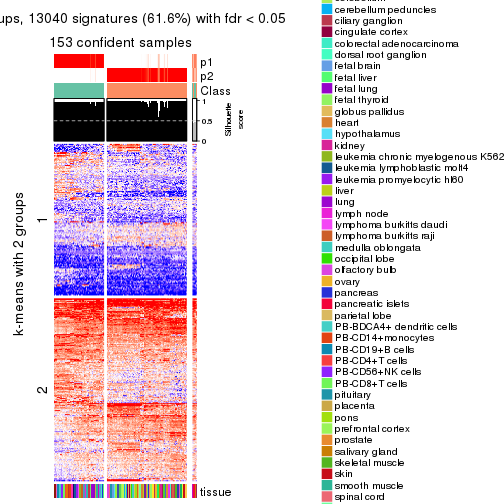 ups, 13040 signatures (61.6%) with fdr < 0.05
153 confident samples
p1
p2
Class
1
0.5
0
Silhouette
score
k-means with 2 groups
1
2
tissue
cerebellum peduncles
ciliary ganglion
cingulate cortex
colorectal adenocarcinoma
dorsal root ganglion
fetal brain
fetal liver
fetal lung
fetal thyroid
globus pallidus
heart
hypothalamus
kidney
leukemia chronic myelogenous K562
leukemia lymphoblastic molt4
leukemia promyelocytic hl60
liver
lung
lymph node
lymphoma burkitts daudi
lymphoma burkitts raji
medulla oblongata
occipital lobe
olfactory bulb
ovary
pancreas
pancreatic islets
parietal lobe
PB-BDCA4+ dendritic cells
PB-CD14+monocytes
PB-CD19+B cells
PB-CD4+T cells
PB-CD56+NK cells
PB-CD8+T cells
pituitary
placenta
pons
prefrontal cortex
prostate
salivary gland
skeletal muscle
skin
smooth muscle
spinal cord